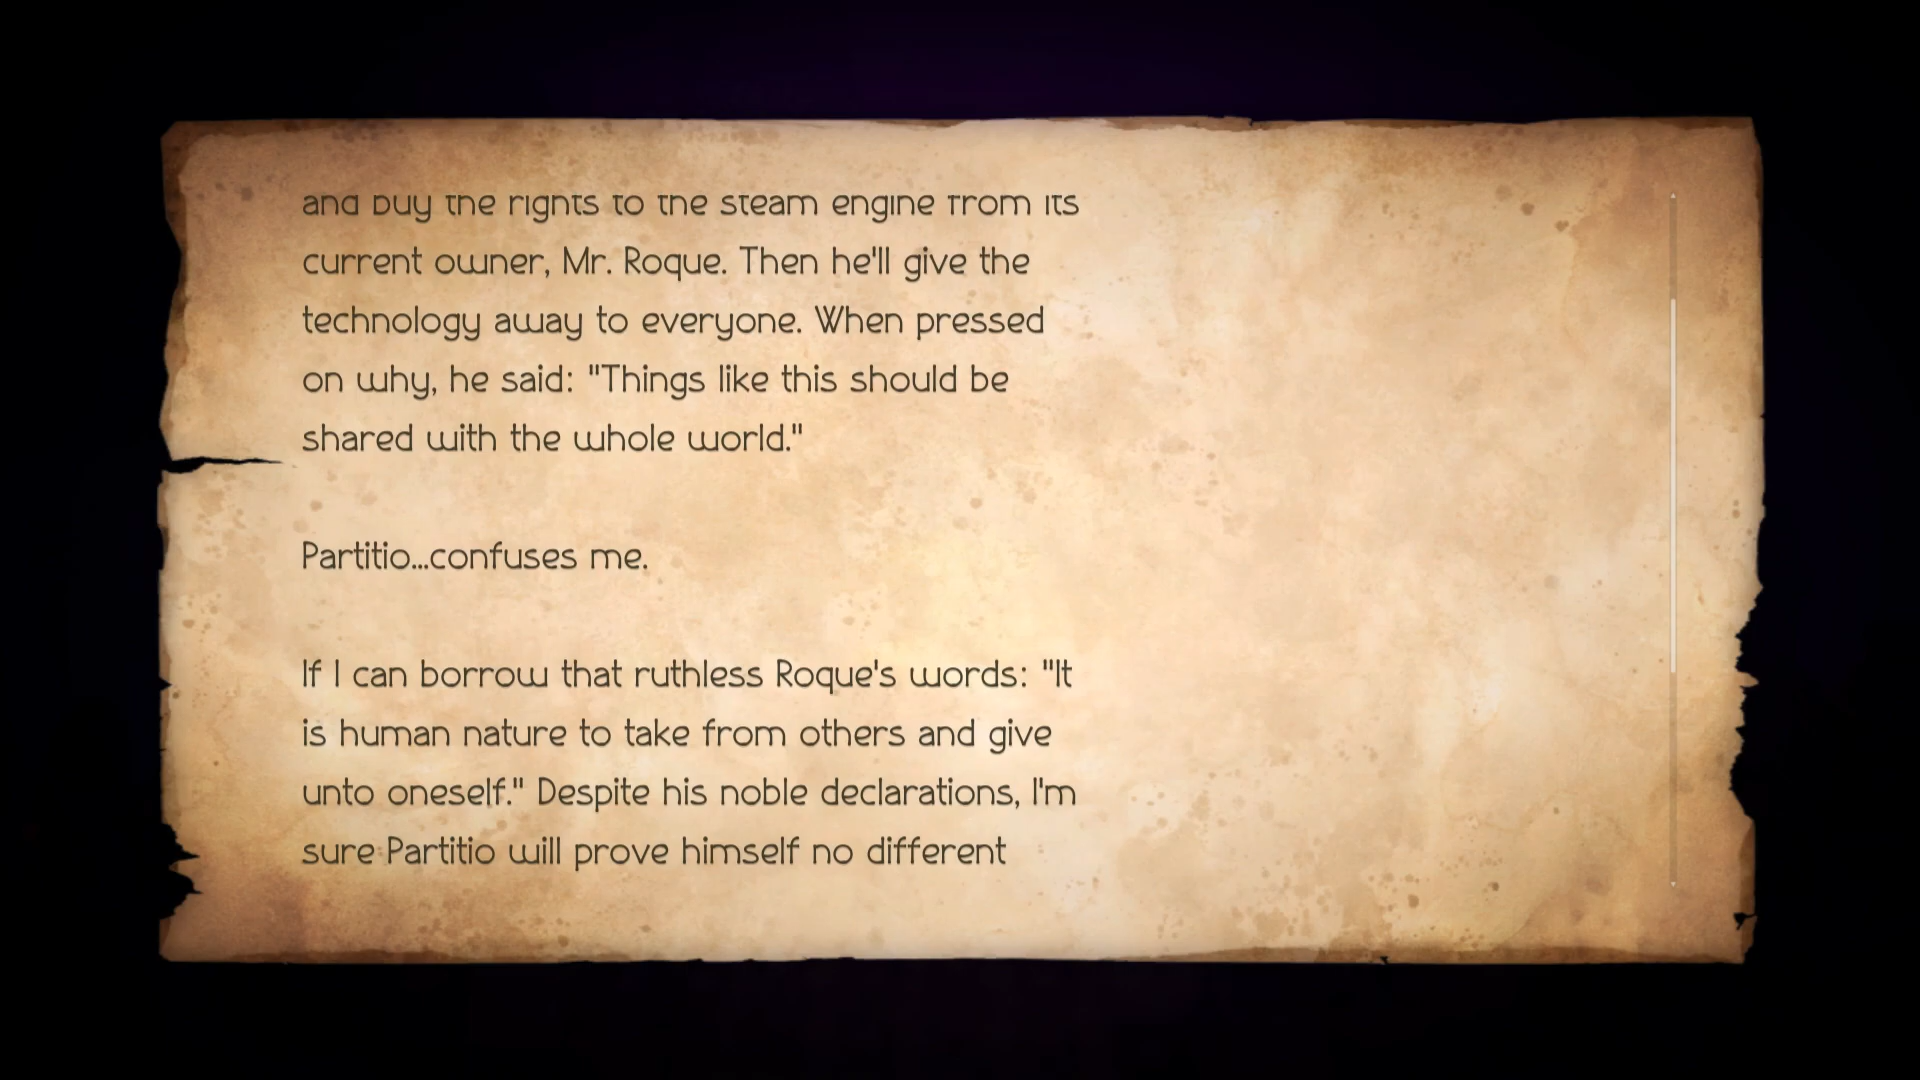 and buy the rights to the steam engine from its
current owner, Mr. Roque. Then he'll give the
technology away to everyone. When pressed
on why, he said: "Things like this should be
shared with the whole world."
Partitio...confuses me.
If I can borrow that ruthless Roque's words: "It
is human nature to take from others and give
unto oneself." Despite his noble declarations, I'm
sure Partitio will prove himself no different